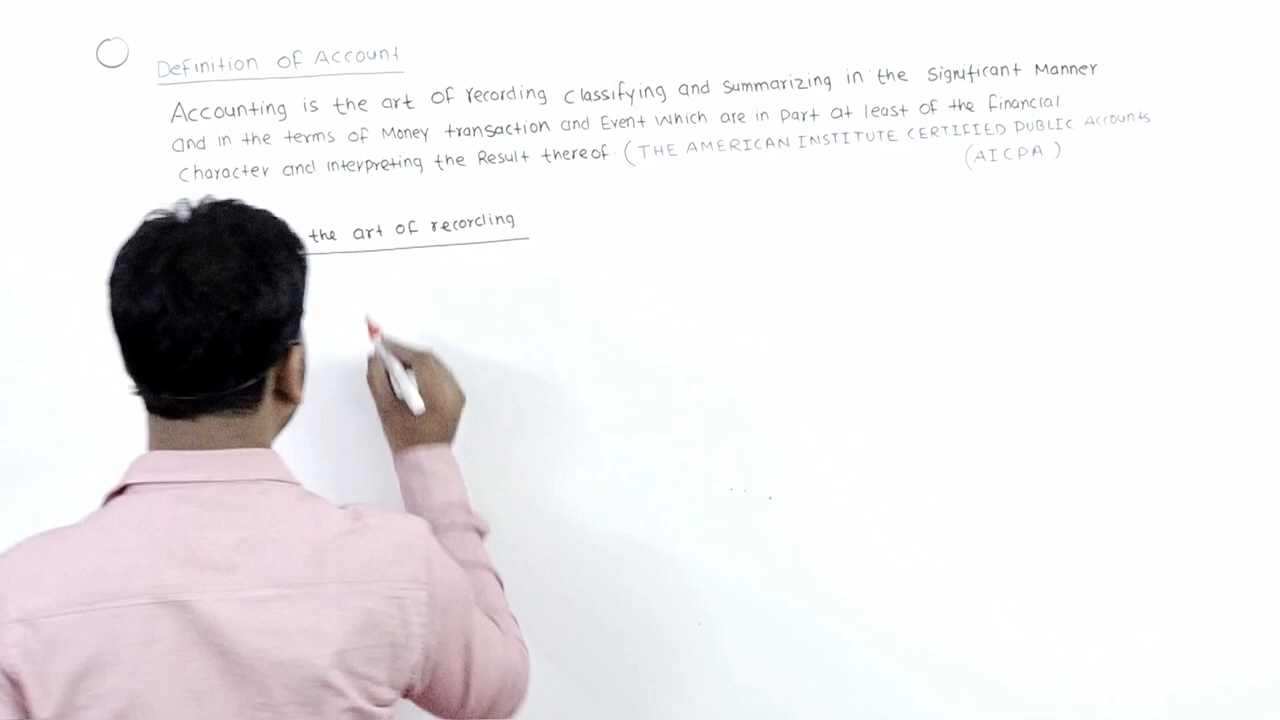 Definition of Account
Accounting is the art of recording Classifying and Summarizing in the Significant Manner
and in the terms of Money transaction and Event Which are in Part at least of the financial
Character and interpreting the Result thereof (THE AMERICAN INSTITUTE CERTIFIED PUBLIC Accounts
(AICPA)
the art of recording